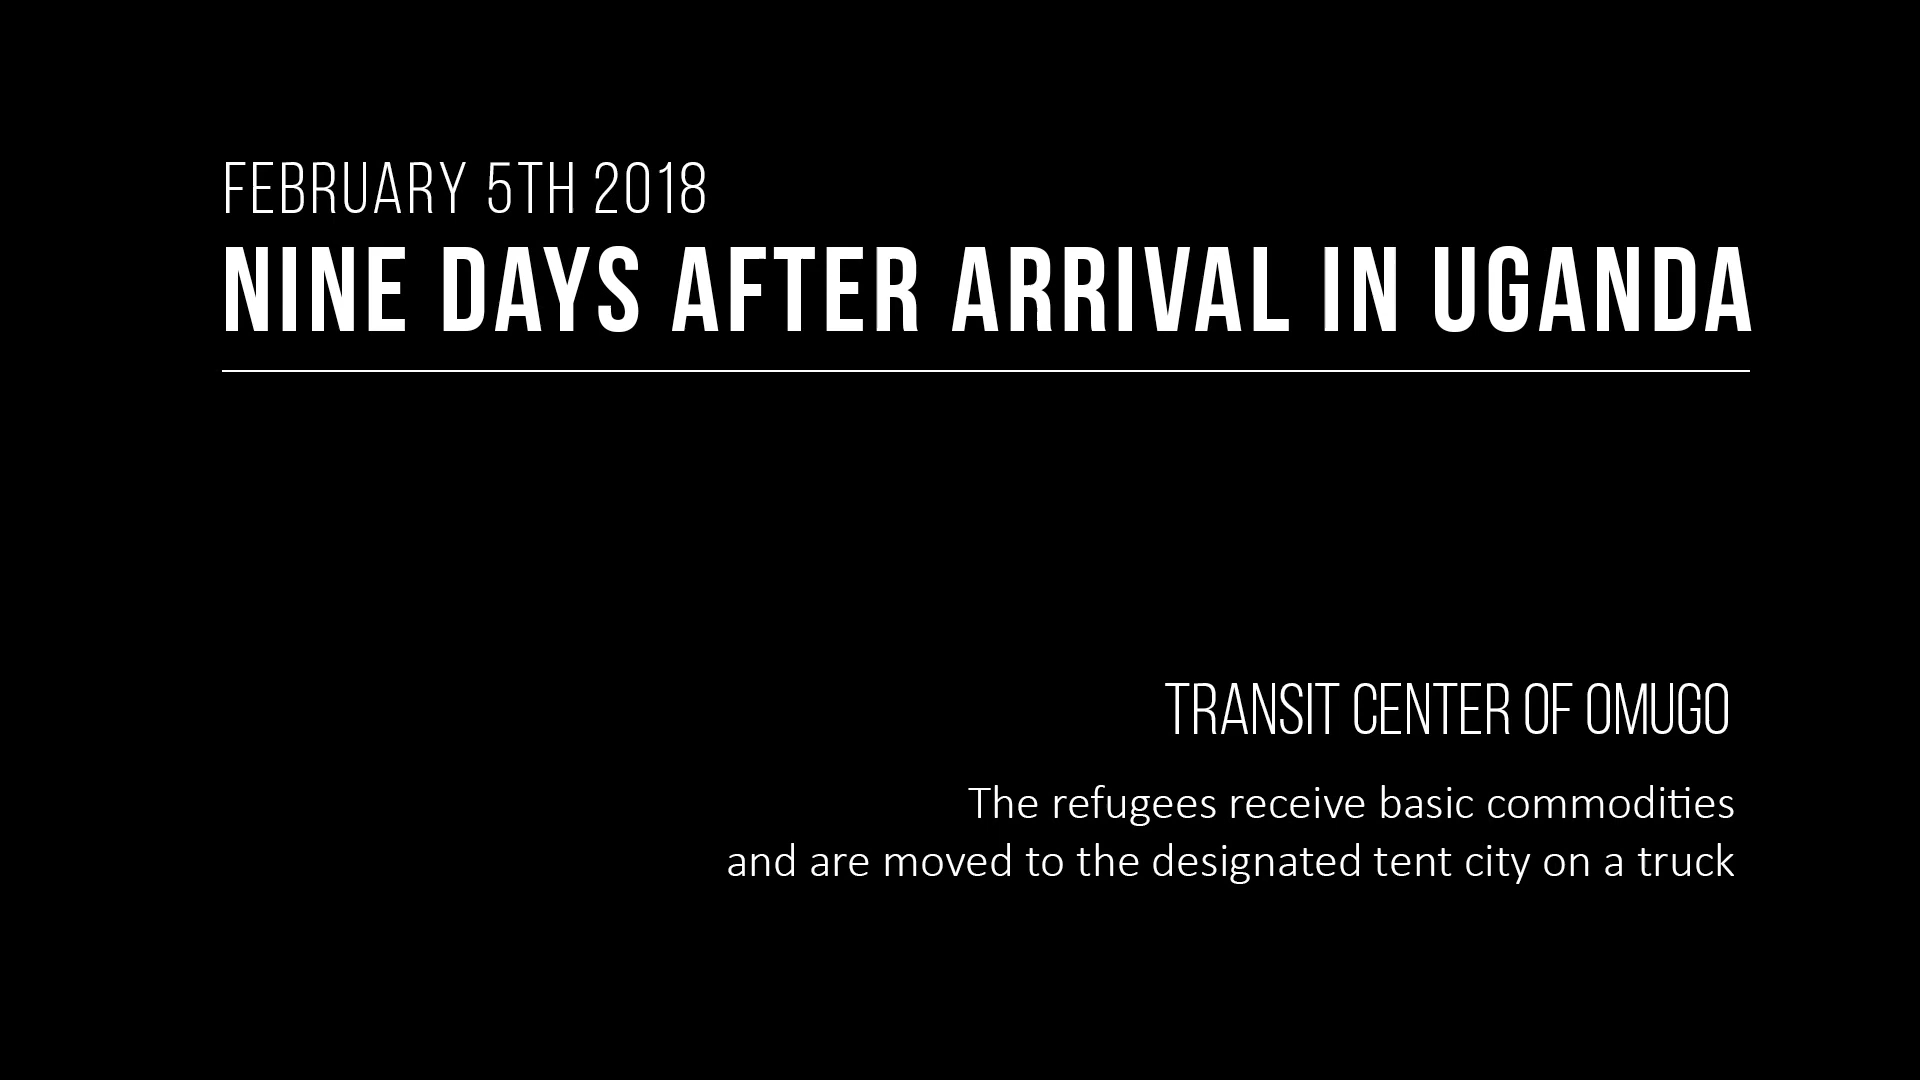 FEBRUARY 5TH 2018
NINE DAYS AFTER ARRIVAL IN UGANDA
TRANSIT CENTER OF OMUGO
The refugees receive basic commodities
and are moved to the designated tent city on a truck